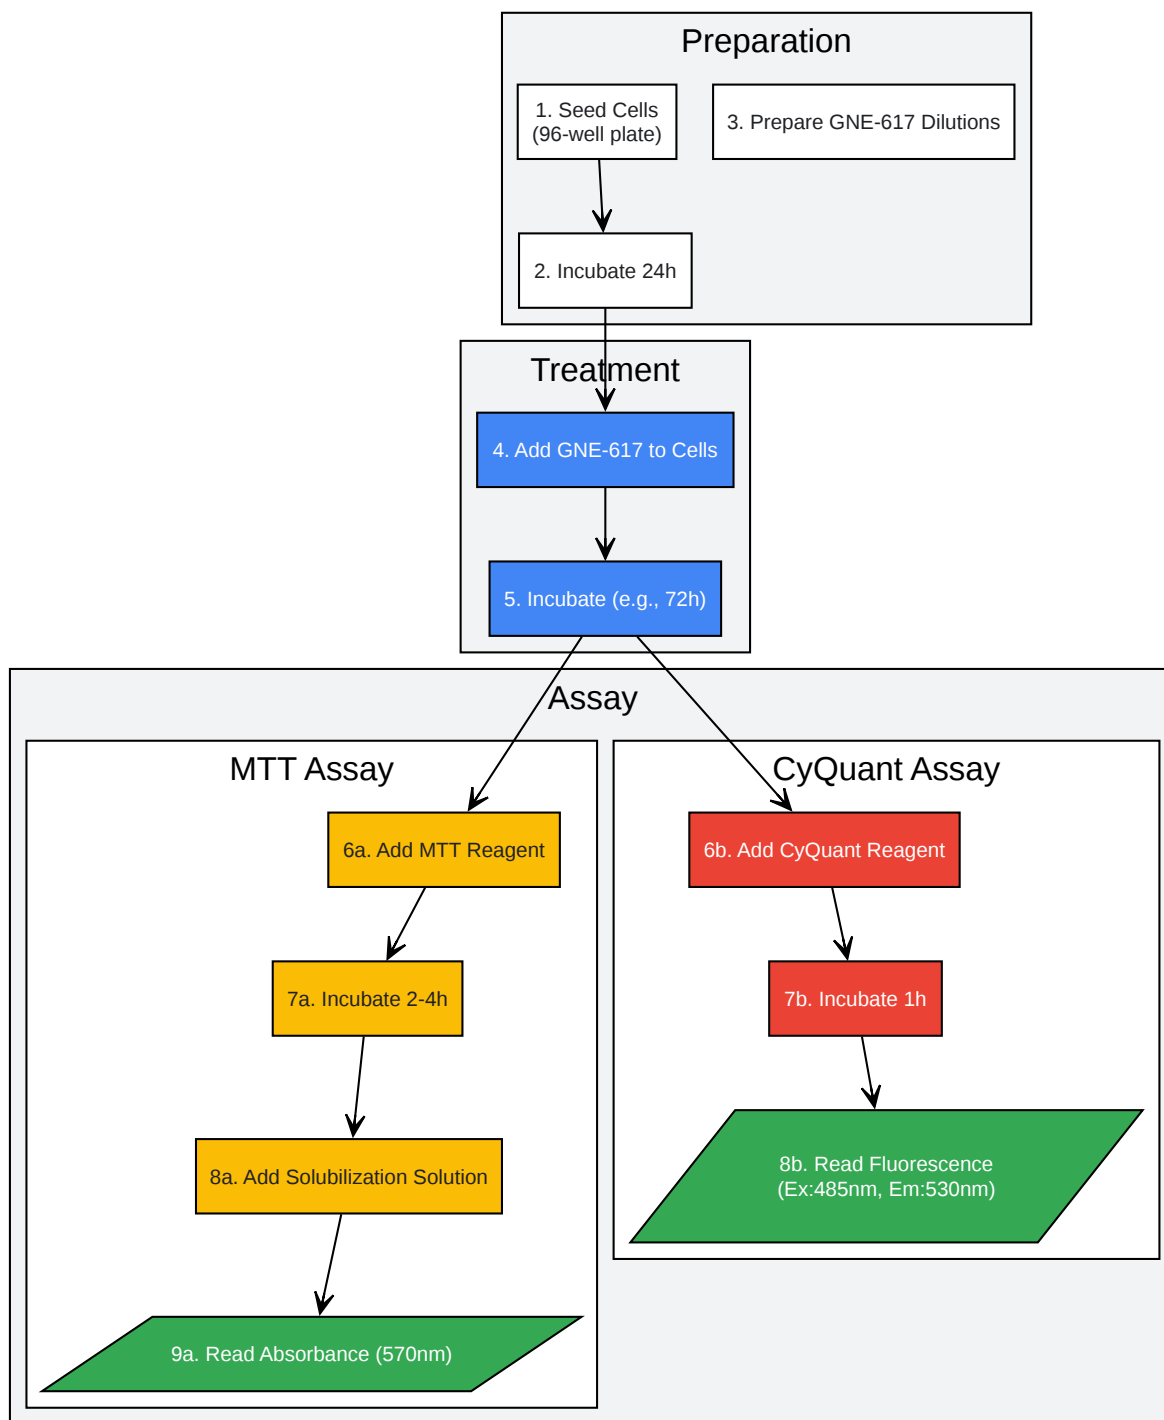 Preparation
1. Seed Cells
(96-well plate)
3. Prepare GNE-617 Dilutions
2. Incubate 24h
Treatment
4. Add GNE-617 to Cells
5. Incubate (e.g., 72h)
Assay
MTT Assay
6a. Add MTT Reagent
7a. Incubate 2-4h
8a. Add Solubilization Solution
9a. Read Absorbance (570nm)
CyQuant Assay
6b. Add CyQuant Reagent
7b. Incubate 1h
8b. Read Fluorescence
(Ex:485nm, Em:530nm)